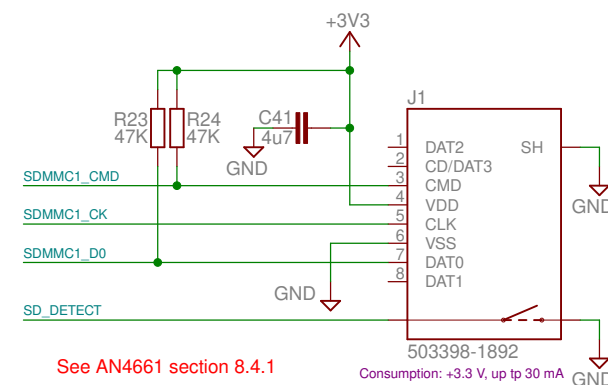 +3V3
J1
R23
47K
R24
47K
C41
4u7
GND
1 DAT2
SH
2 CD/DAT3
SDMMC1_CMD
3 CMD
4 VDD
GND
SDMMC1_CK
5 CLK
6 VSS
SDMMC1_D0
7 DAT0
8 DAT1
GND
SD_DETECT
503398-1892
See AN4661 section 8.4.1
Consumption: +3.3 V, up tp 30 mA
GND